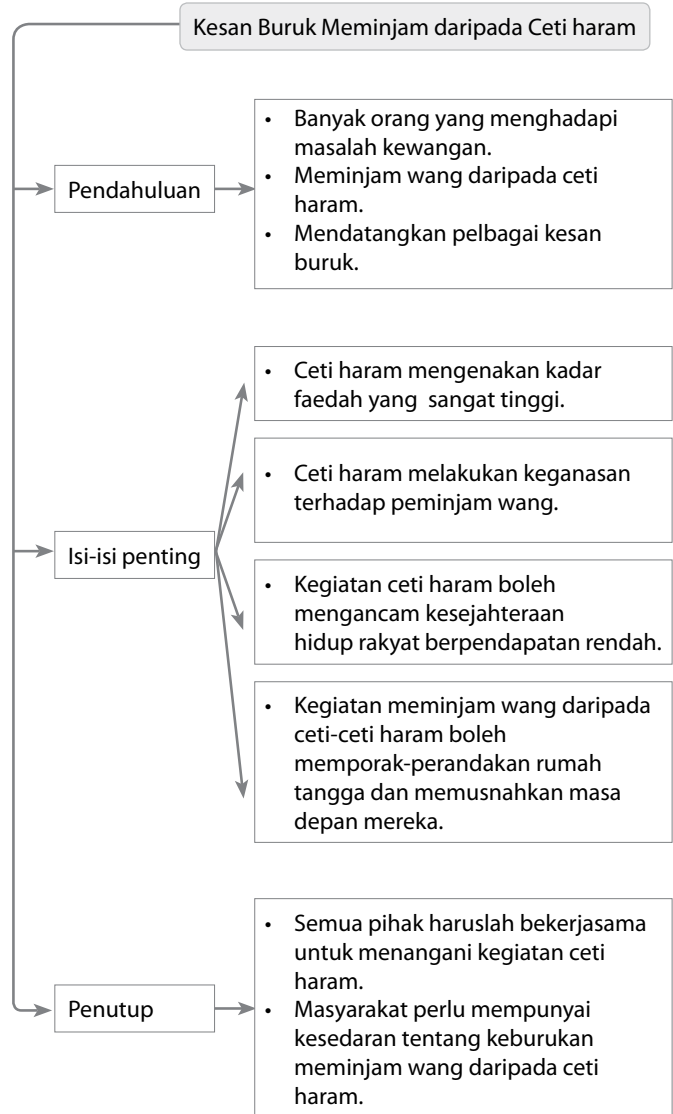 Kesan Buruk Meminjam daripada Ceti haram
Pendahuluan
• Banyak orang yang menghadapi
masalah kewangan.
• Meminjam wang daripada ceti
haram.
• Mendatangkan pelbagai kesan
buruk.
Isi-isi penting
• Ceti haram mengenakan kadar
faedah yang sangat tinggi.
• Ceti haram melakukan keganasan
terhadap peminjam wang.
• Kegiatan ceti haram boleh
mengancam kesejahteraan
hidup rakyat berpendapatan rendah.
• Kegiatan meminjam wang daripada
ceti-ceti haram boleh
memporak-perandakan rumah
tangga dan memusnahkan masa
depan mereka.
Penutup
• Semua pihak haruslah bekerjasama
untuk menangani kegiatan ceti
haram.
• Masyarakat perlu mempunyai
kesedaran tentang keburukan
meminjam wang daripada ceti
haram.